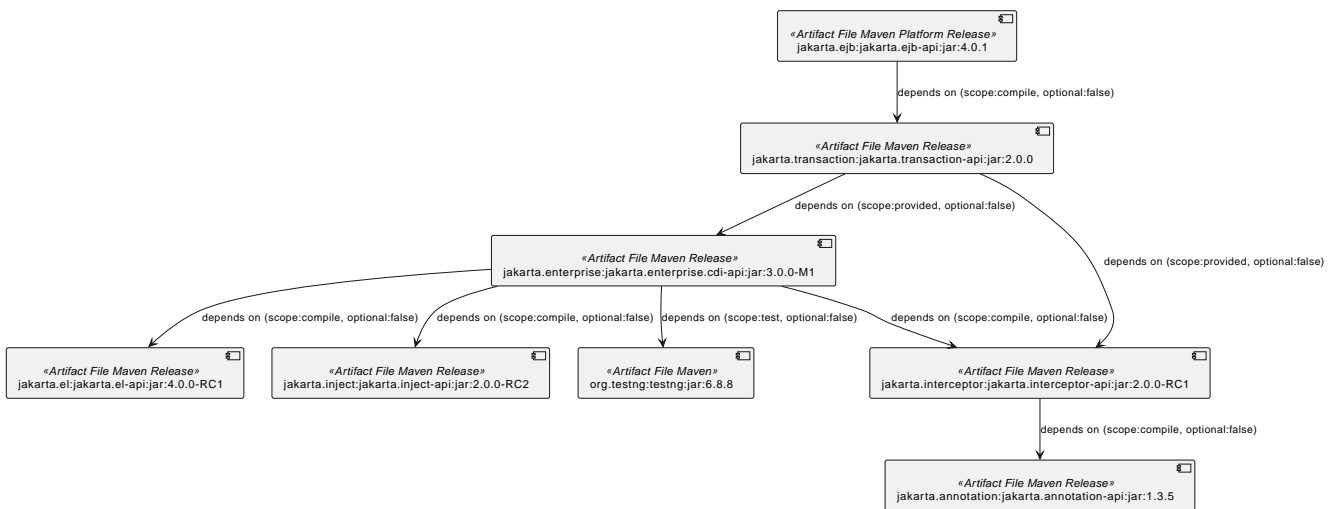 «Artifact File Maven Platform Release»
jakarta.ejb:jakarta.ejb-api:jar:4.0.1
depends on (scope:compile, optional:false)
«Artifact File Maven Release»
jakarta.transaction:jakarta.transaction-api:jar:2.0.0
depends on (scope:provided, optional:false)
«Artifact File Maven Release»
jakarta.enterprise:jakarta.enterprise.cdi-api:jar:3.0.0-M1
depends on (scope:provided, optional:false)
depends on (scope:compile, optional:false)
depends on (scope:compile, optional:false)
depends on (scope:test, optional:false)
depends on (scope:compile, optional:false)
«Artifact File Maven Release»
jakarta.el:jakarta.el-api:jar:4.0.0-RC1
«Artifact File Maven Release»
jakarta.inject:jakarta.inject-api:jar:2.0.0-RC2
«Artifact File Maven»
org.testng:testng:jar:6.8.8
«Artifact File Maven Release»
jakarta.interceptor:jakarta.interceptor-api:jar:2.0.0-RC1
depends on (scope:compile, optional:false)
«Artifact File Maven Release»
jakarta.annotation:jakarta.annotation-api:jar:1.3.5